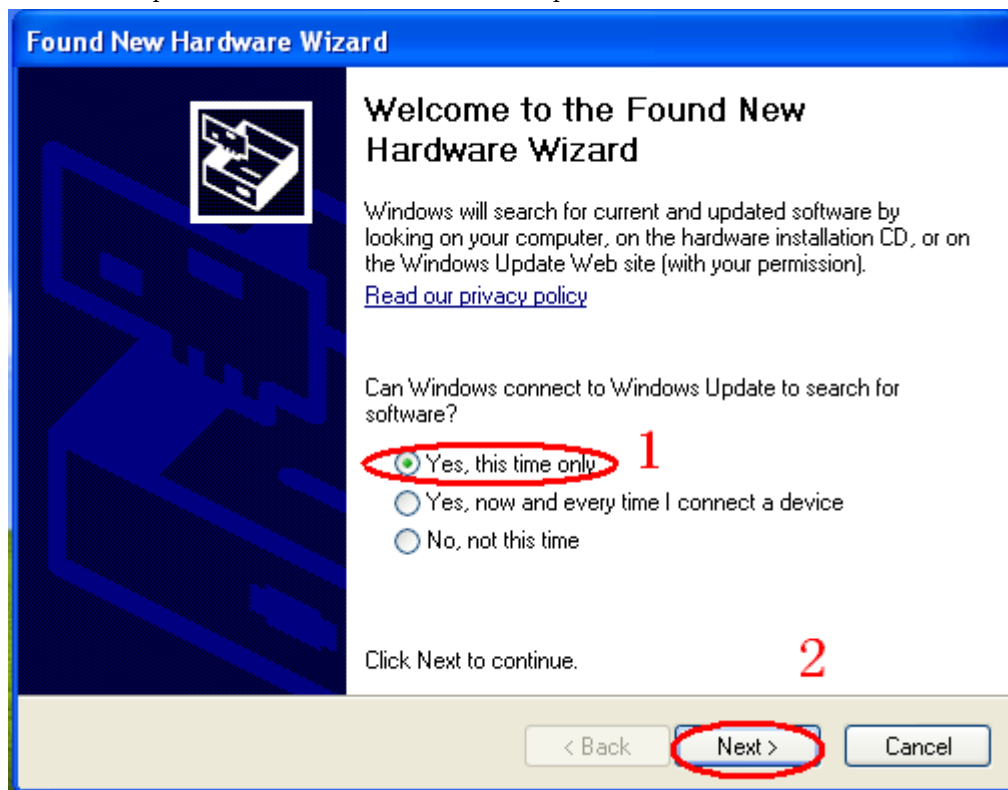 Found New Hardware Wizard
Welcome to the Found New
Hardware Wizard
Windows will search for current and updated software by
looking on your computer, on the hardware installation CD, or on
the Windows Update Web site (with your permission).
Read our privacy policy
Can Windows connect to Windows Update to search for
software?
Yes, this time only 1
Yes, now and every time I connect a device
No, not this time
Click Next to continue. 2
< Back Next > Cancel